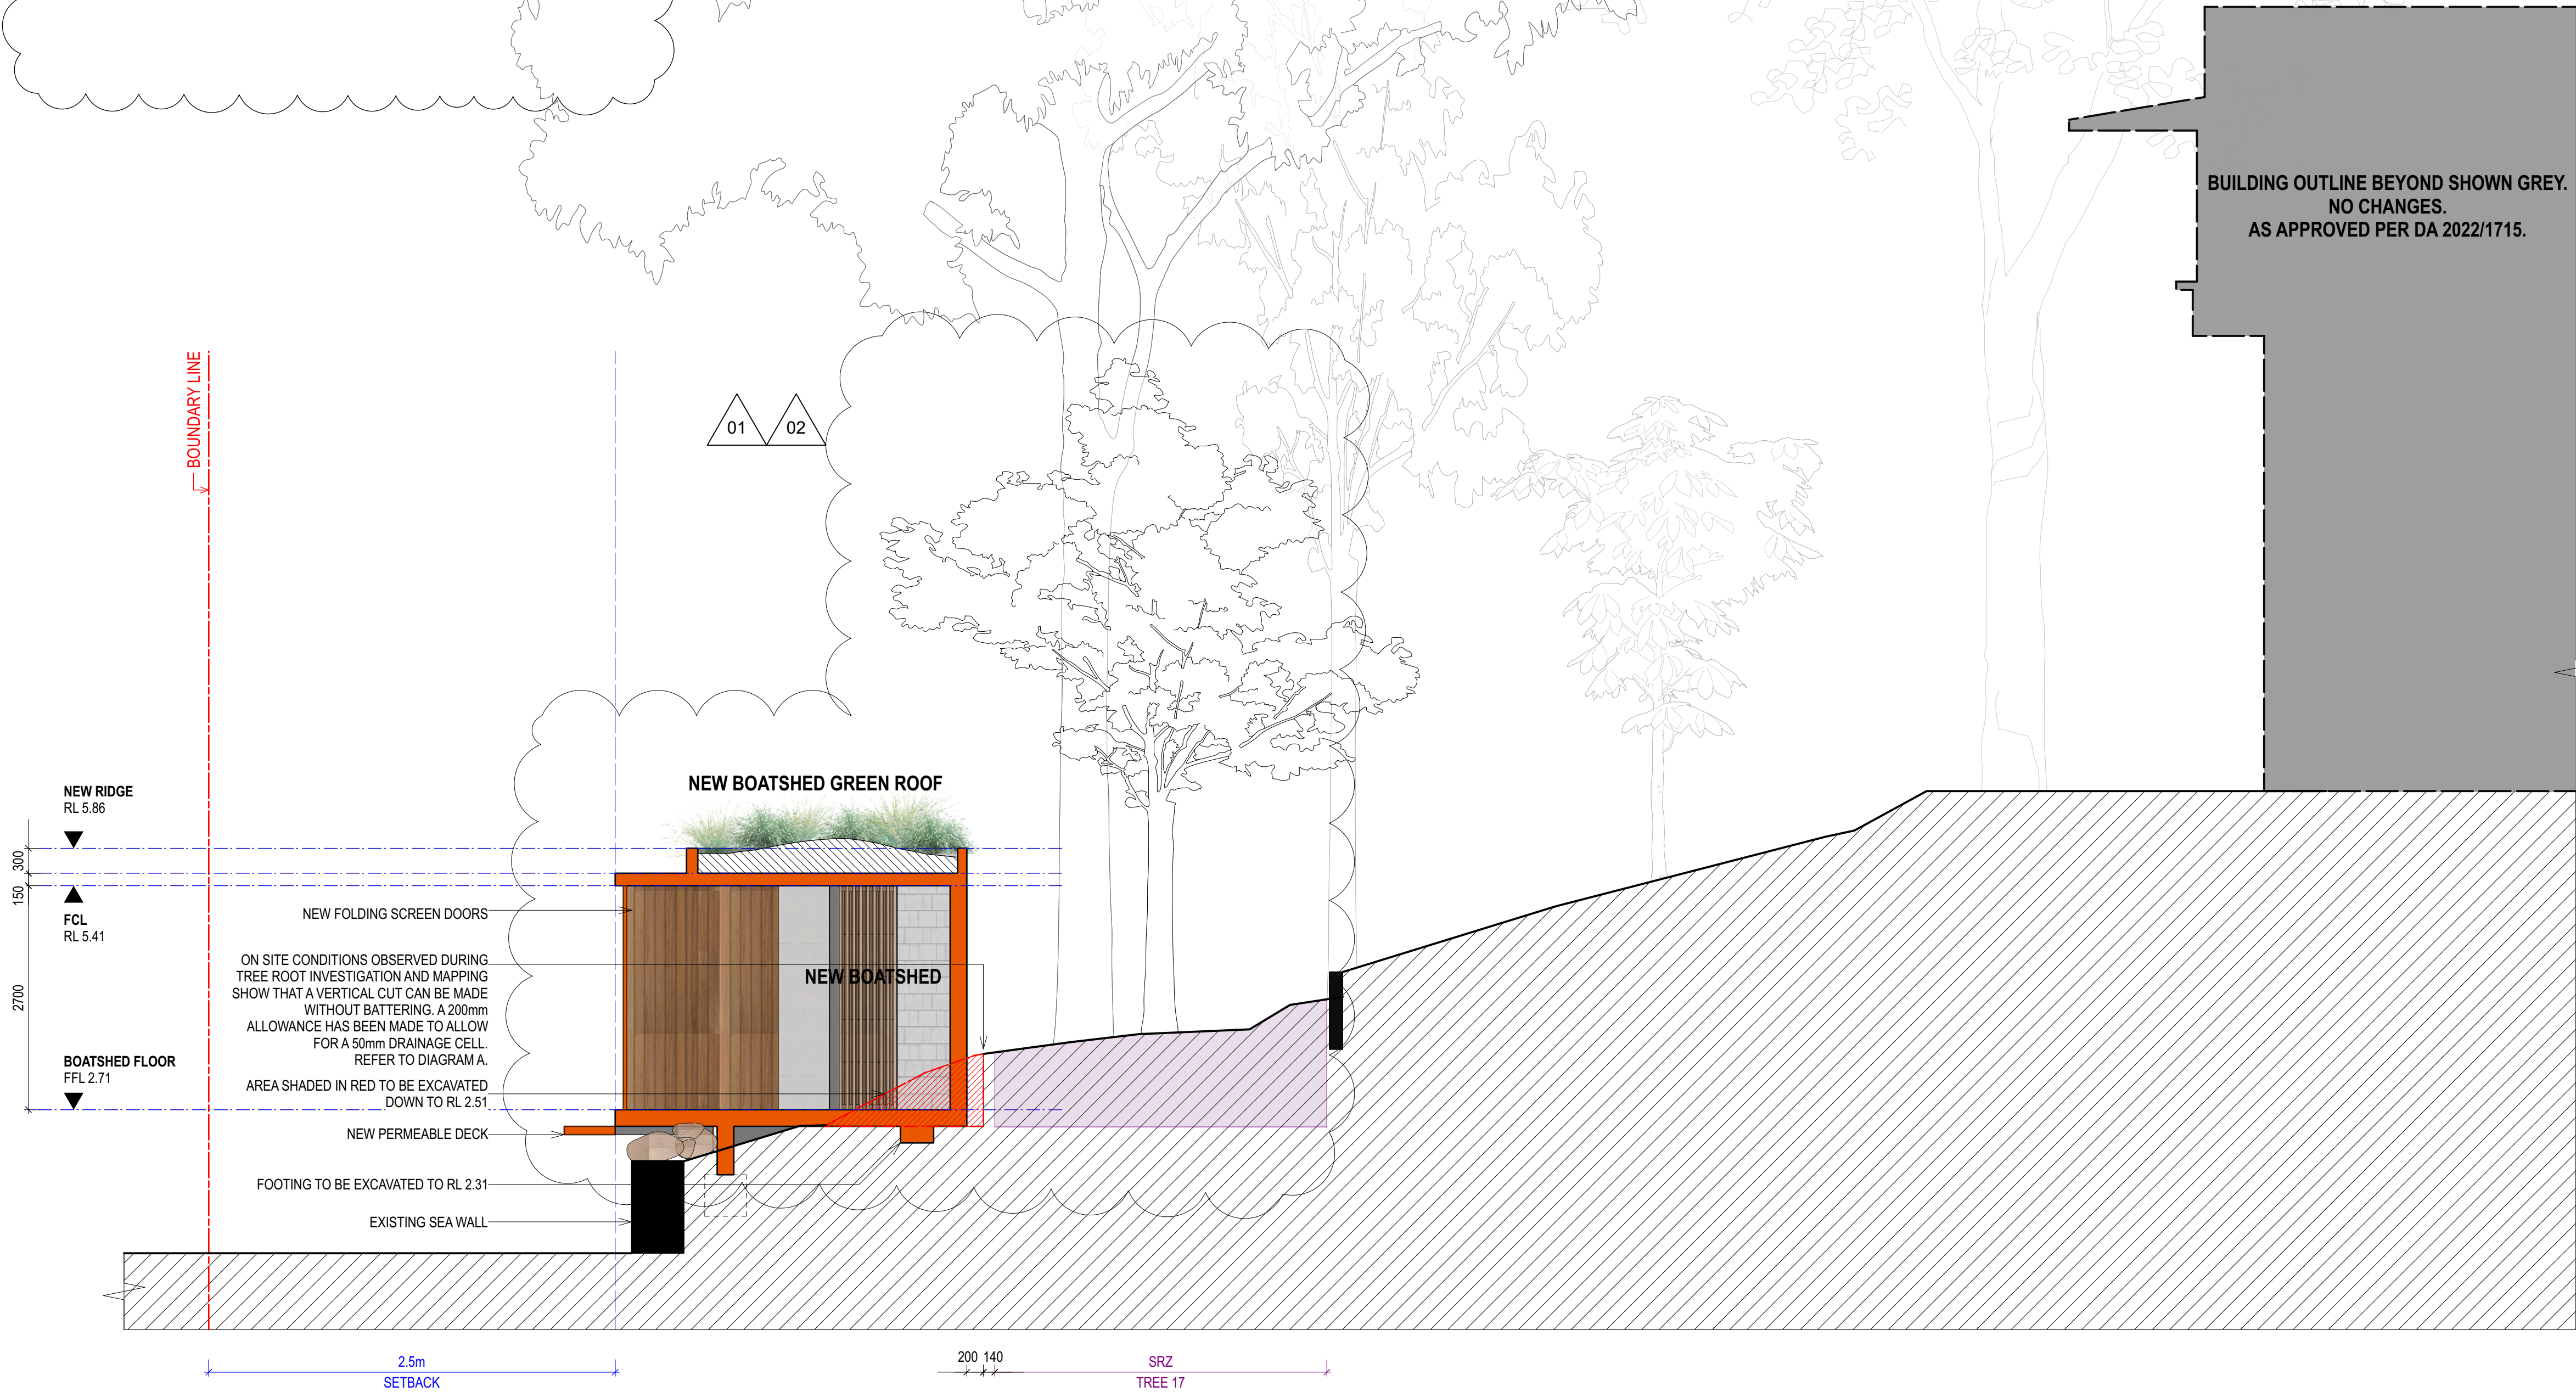 BUILDING OUTLINE BEYOND SHOWN GREY.
NO CHANGES.
AS APPROVED PER DA 2022/1715.
BOUNDARY LINE
01
02
NEW BOATSHED GREEN ROOF
NEW RIDGE
RL 5.86
300
150
FCL
RL 5.41
2700
NEW FOLDING SCREEN DOORS
ON SITE CONDITIONS OBSERVED DURING
TREE ROOT INVESTIGATION AND MAPPING
SHOW THAT A VERTICAL CUT CAN BE MADE
WITHOUT BATTERING. A 200mm
ALLOWANCE HAS BEEN MADE TO ALLOW
FOR A 50mm DRAINAGE CELL.
REFER TO DIAGRAM A.
NEW BOATSHED
BOATSHED FLOOR
FFL 2.71
AREA SHADED IN RED TO BE EXCAVATED
DOWN TO RL 2.51
NEW PERMEABLE DECK
FOOTING TO BE EXCAVATED TO RL 2.31
EXISTING SEA WALL
2.5m
SETBACK
200 140
SRZ
TREE 17